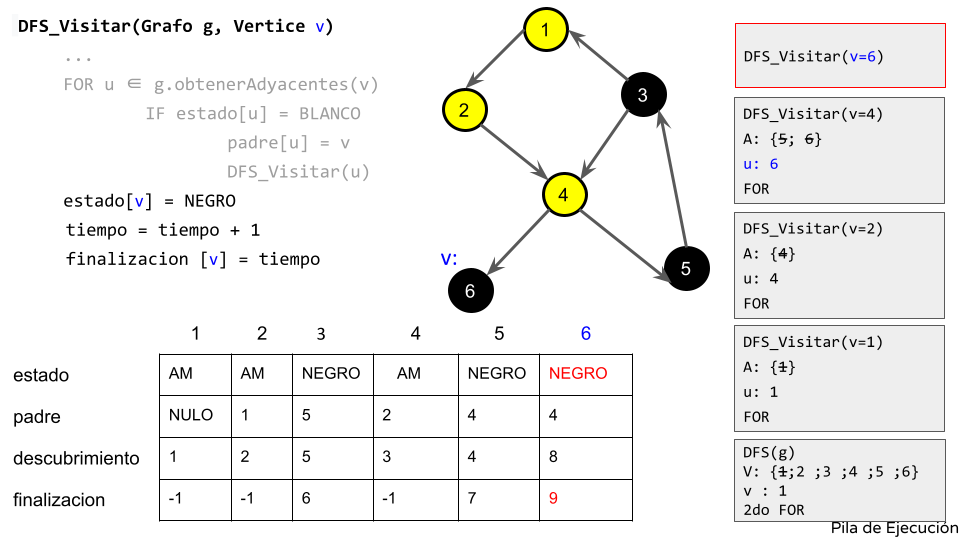 DFS_Visitar(Grafo g, Vertice v)
...
FOR u ∈ g.obtenerAdyacentes(v)
IF estado[u] = BLANCO
padre[u] = v
DFS_Visitar(u)
estado[v] = NEGRO
tiempo = tiempo + 1
finalizacion [v] = tiempo
1
2
3
4
5
v:
6
1 2 3 4 5 6
estado AM AM NEGRO AM NEGRO NEGRO
padre NULO 1 5 2 4 4
descubrimiento 1 2 5 3 4 8
finalizacion -1 -1 6 -1 7 9
DFS_Visitar(v=6)
DFS_Visitar(v=4)
A: {5; 6}
u: 6
FOR
DFS_Visitar(v=2)
A: {4}
u: 4
FOR
DFS_Visitar(v=1)
A: {1}
u: 1
FOR
DFS(g)
V: {1;2 ;3 ;4 ;5 ;6}
v : 1
2do FOR
Pila de Ejecución